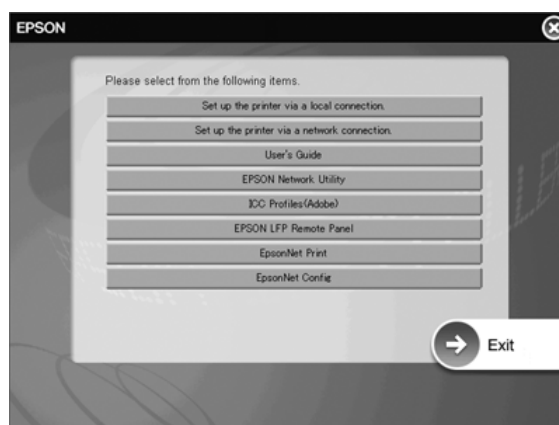 EPSON
Please select from the following items.
Set up the printer via a local connection.
Set up the printer via a network connection.
User's Guide
EPSON Network Utility
ICC Profiles(Adobe)
EPSON LFP Remote Panel
EpsonNet Print
EpsonNet Config
Exit